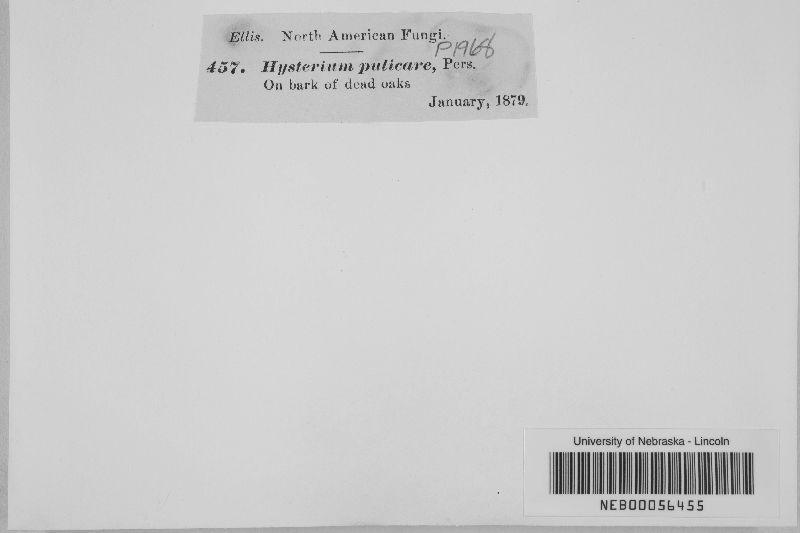 Ellis. North American Fungi.
P1968
457. Hysterium pulicare, Pers.
On bark of dead oaks
January, 1879.
University of Nebraska - Lincoln
NEB00056455